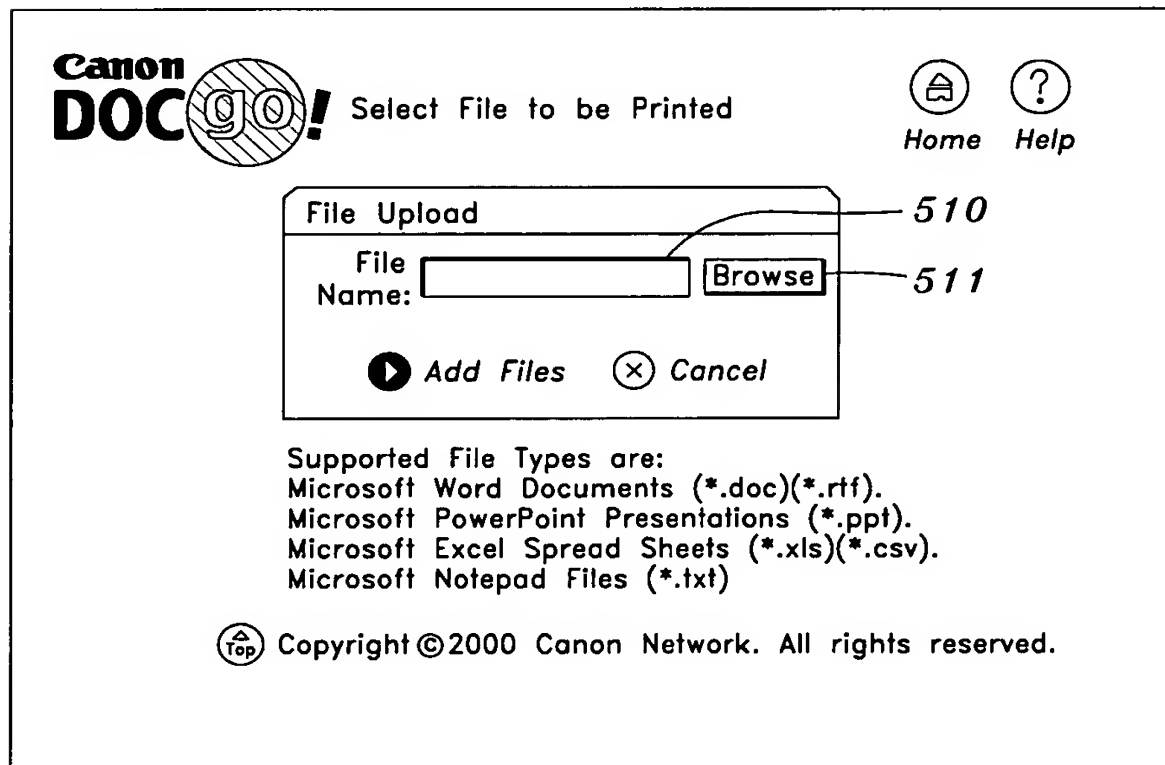 Canon
DOC go! Select File to be Printed
Home Help
File Upload
510
File Name:
Browse
511
Add Files
Cancel
Supported File Types are:
Microsoft Word Documents (*.doc)(*.rtf).
Microsoft PowerPoint Presentations (*.ppt).
Microsoft Excel Spread Sheets (*.xls)(*.csv).
Microsoft Notepad Files (*.txt)
Top Copyright ©2000 Canon Network. All rights reserved.